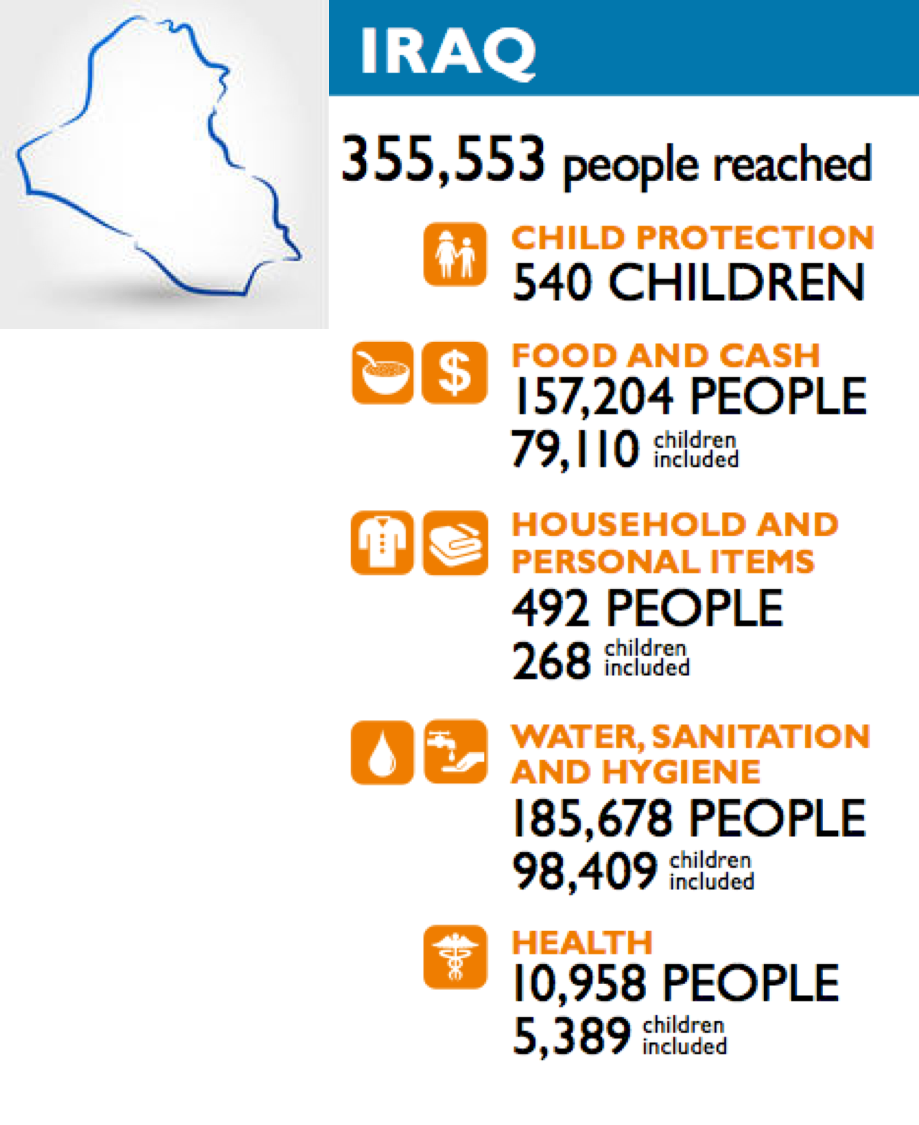 IRAQ
355,553 people reached
CHILD PROTECTION
540 CHILDREN
$
FOOD AND CASH
157,204 PEOPLE
79,110 children
included
HOUSEHOLD AND
PERSONAL ITEMS
492 PEOPLE
268 children
included
WATER, SANITATION
AND HYGIENE
185,678 PEOPLE
98,409 children
included
HEALTH
10,958 PEOPLE
5,389 children
included